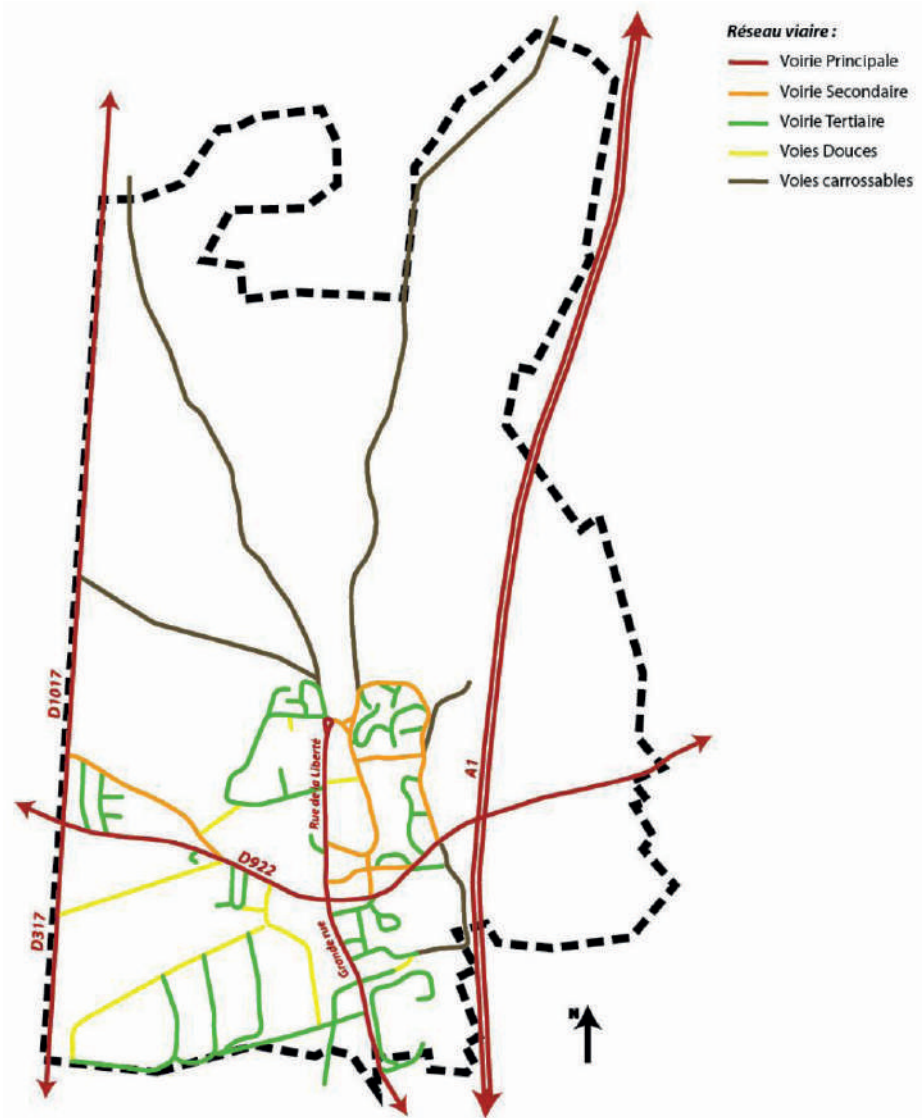 Réseau viaire :
Voirie Principale
Voirie Secondaire
Voirie Tertiaire
Voies Douces
Voies carrossables
D1017
Rue de la Liberté
A1
D922
D317
Grande rue
N